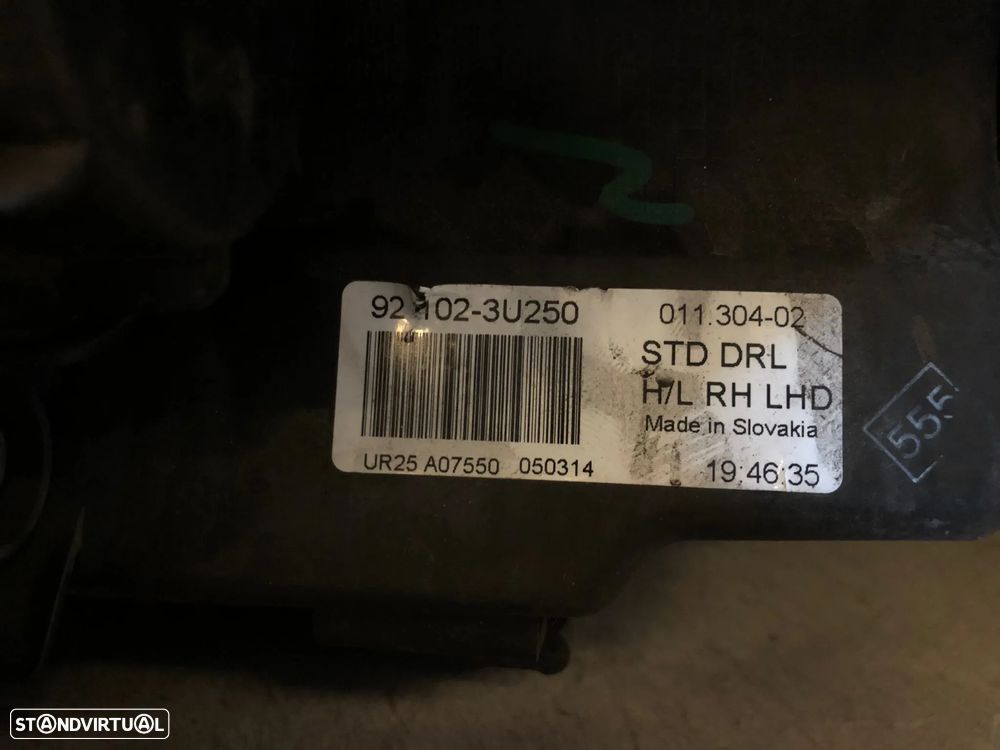 92102-3U250
011.304-02
STD DRL
H/L RH LHD
Made in Slovakia
UR25 A07550 050314
19:46:35
555
STANDVIRTUAL